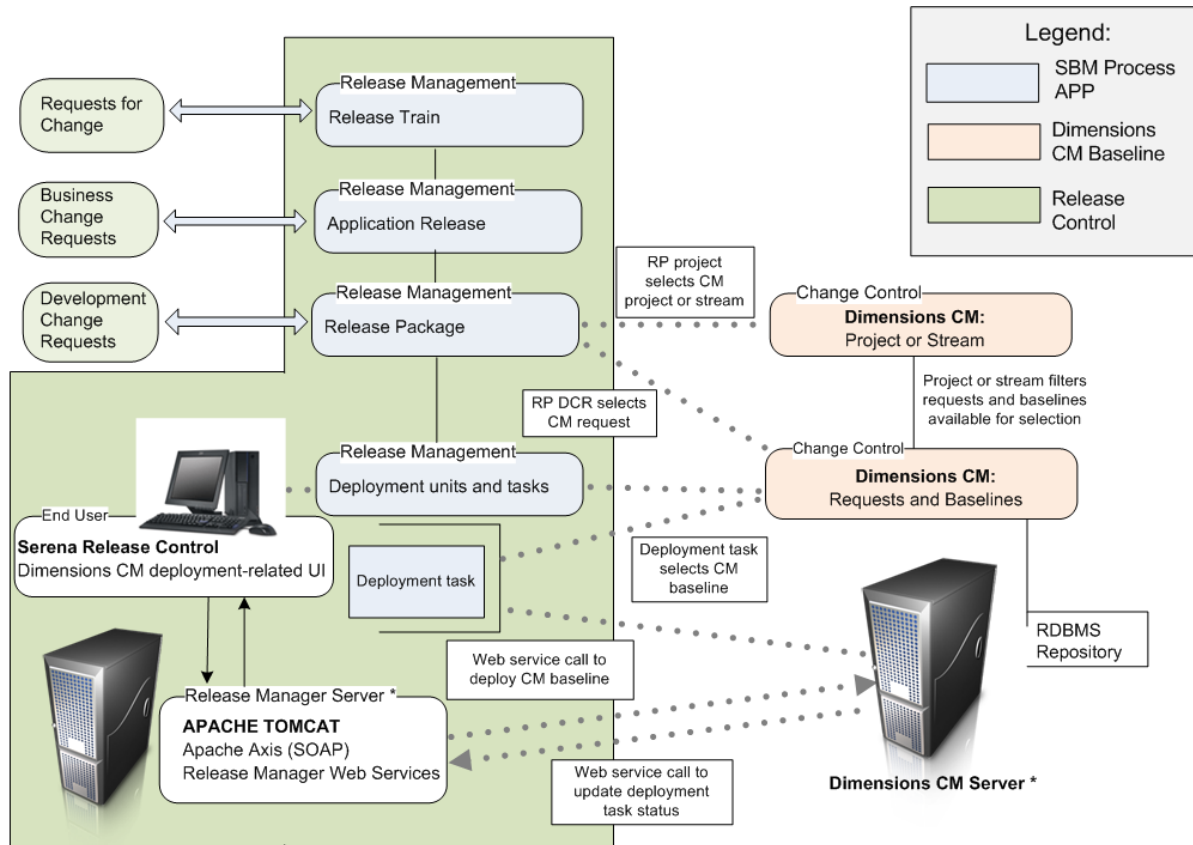 Legend:
SBM Process
APP
Dimensions
CM Baseline
Release
Control
Requests for
Change
Release Management
Release Train
Business
Change
Requests
Release Management
Application Release
Development
Change
Requests
Release Management
Release Package
RP project
selects CM
project or stream
Change Control
Dimensions CM:
Project or Stream
Project or stream filters
requests and baselines
available for selection
RP DCR selects
CM request
Release Management
Deployment units and tasks
Change Control
Dimensions CM:
Requests and Baselines
End User
Serena Release Control
Dimensions CM deployment-related UI
Deployment task
Deployment task
selects CM
baseline
RDBMS
Repository
Web service call to
deploy CM baseline
Release Manager Server *
APACHE TOMCAT
Apache Axis (SOAP)
Release Manager Web Services
Web service call to
update deployment
task status
Dimensions CM Server *